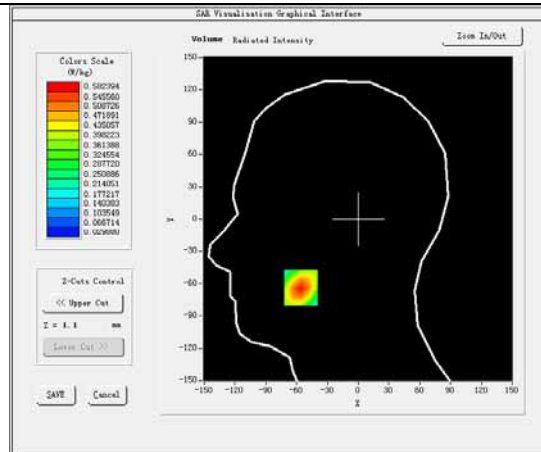 SAR Visualisation Graphical Interface
Volume Radiated Intensity
Zoom In/Out
Colors Scale
(W/kg)
0.582394
0.545560
0.508726
0.471891
0.435057
0.398223
0.361388
0.324554
0.287720
0.250886
0.214051
0.177217
0.140383
0.103549
0.066714
0.029880
Z-Cuts Control
<< Upper Cut
Z = 4.1 mm
Lower Cut >>
SAVE Cancel
150
120
90
60
30
0
-30
-60
-90
-120
-150
Y
-150 -120 -90 -60 -30 0 30 60 90 120 150
X